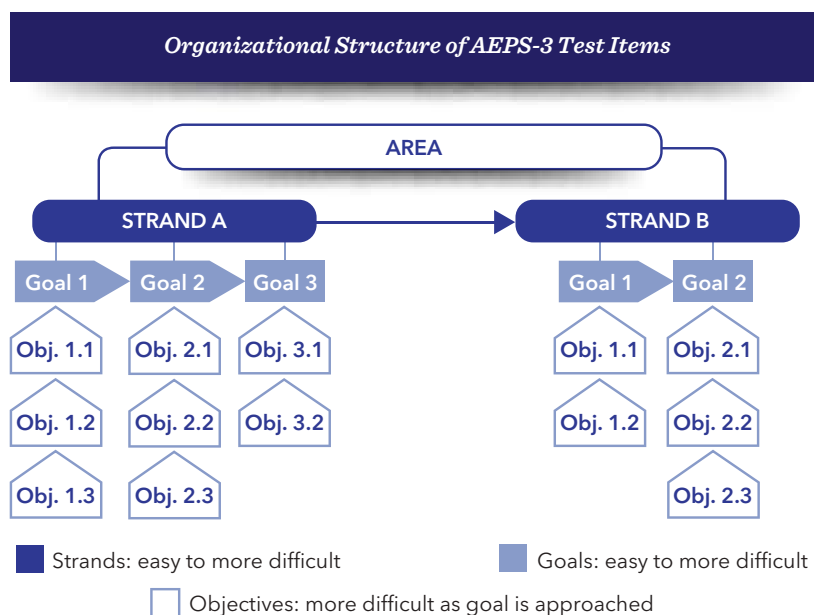 Organizational Structure of AEPS-3 Test Items
AREA
STRAND A
STRAND B
Goal 1
Goal 2
Goal 3
Goal 1
Goal 2
Obj. 1.1
Obj. 2.1
Obj. 3.1
Obj. 1.1
Obj. 2.1
Obj. 1.2
Obj. 2.2
Obj. 3.2
Obj. 1.2
Obj. 2.2
Obj. 1.3
Obj. 2.3
Obj. 2.3
Strands: easy to more difficult
Goals: easy to more difficult
Objectives: more difficult as goal is approached